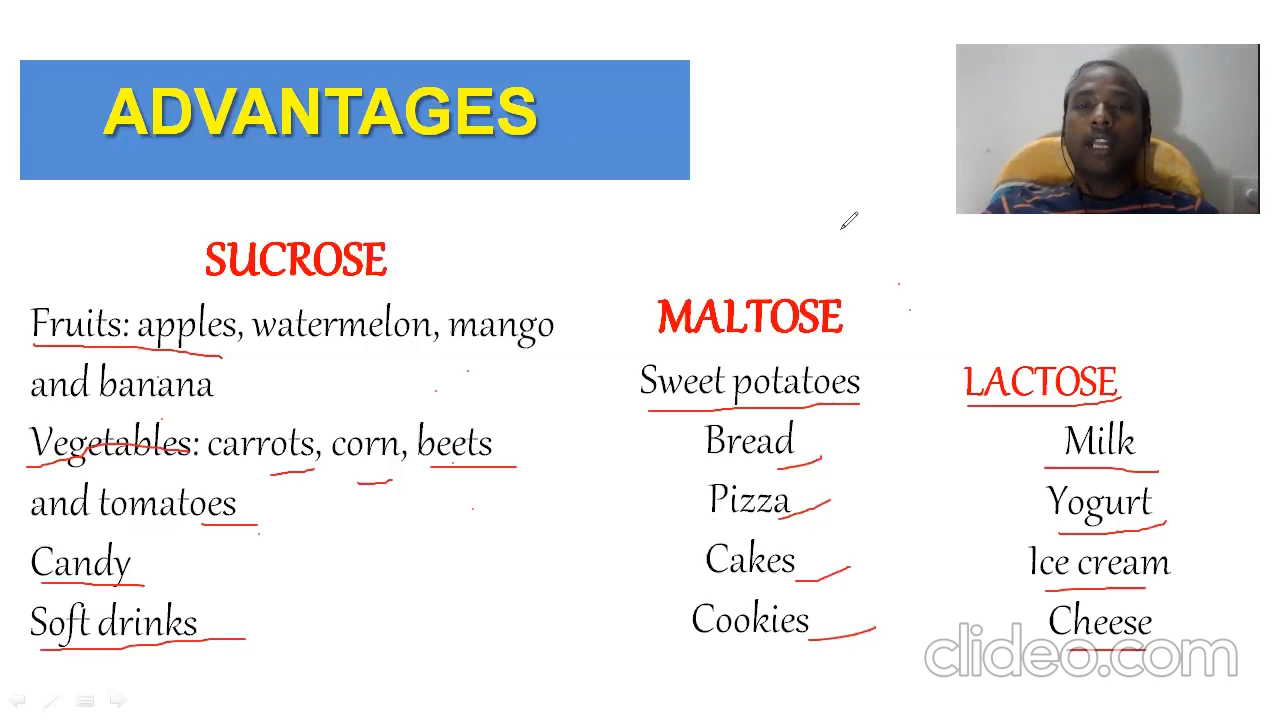 ADVANTAGES
SUCROSE
Fruits: apples, watermelon, mango
and banana
Vegetables: carrots, corn, beets
and tomatoes
Candy
Soft drinks
MALTOSE
Sweet potatoes
Bread
Pizza
Cakes
Cookies
LACTOSE
Milk
Yogurt
Ice cream
Cheese
clideo.com